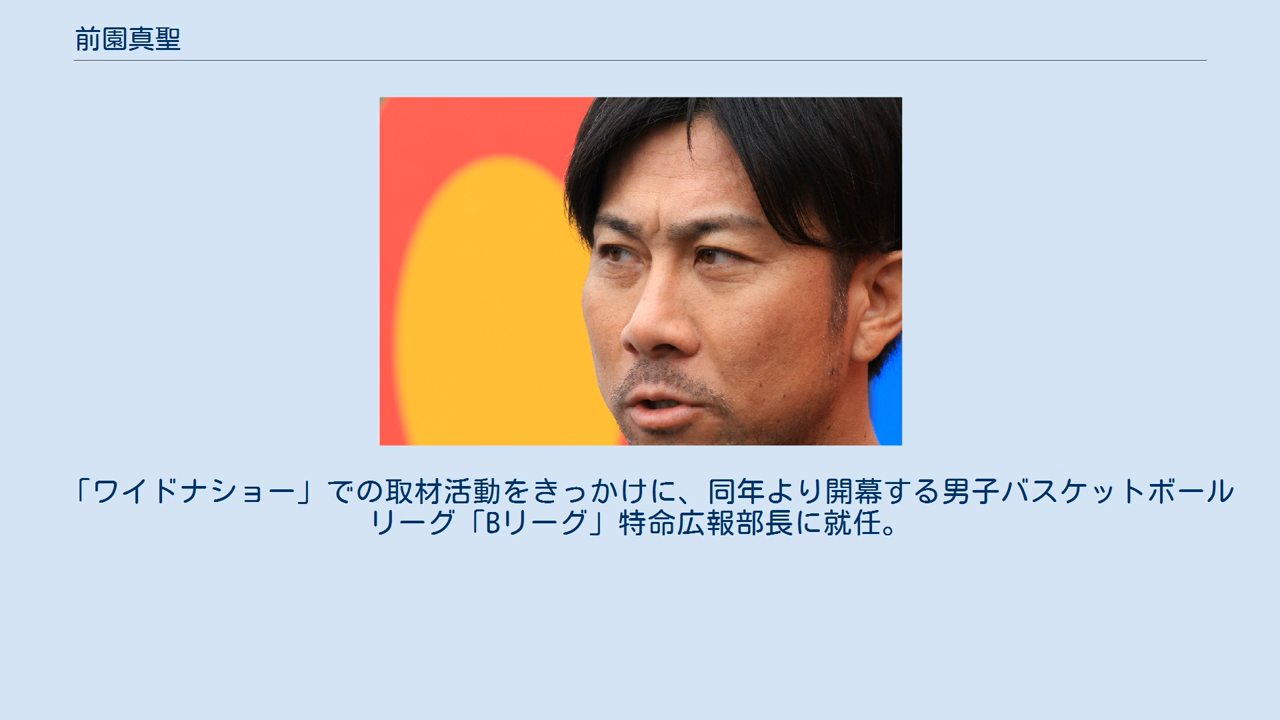 前園真聖
「ワイドナショー」での取材活動をきっかけに、同年より開幕する男子バスケットボール
リーグ「Bリーグ」特命広報部長に就任。